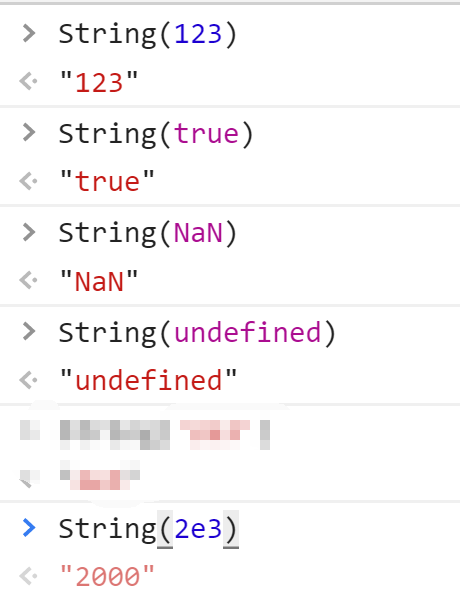 > String(123)
<· "123"
> String(true)
<· "true"
> String(NaN)
<· "NaN"
> String(undefined)
<· "undefined"
> String(2e3)
<· "2000"